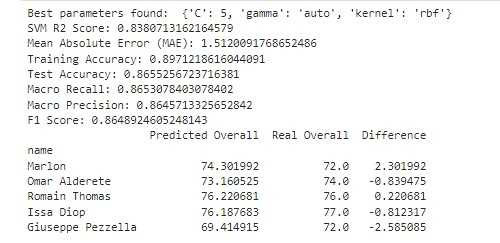 Best parameters found:  {'C': 5, 'gamma': 'auto', 'kernel': 'rbf'}
SVM R2 Score: 0.8380713162164579
Mean Absolute Error (MAE): 1.5120091768652486
Training Accuracy: 0.8971218616044091
Test Accuracy: 0.8655256723716381
Macro Recall: 0.8653078403078402
Macro Precision: 0.8645713325652842
F1 Score: 0.8648924605248143
Predicted Overall  Real Overall  Difference
name
Marlon  74.301992  72.0  2.301992
Omar Alderete  73.160525  74.0  -0.839475
Romain Thomas  76.220681  76.0  0.220681
Issa Diop  76.187683  77.0  -0.812317
Giuseppe Pezzella  69.414915  72.0  -2.585085